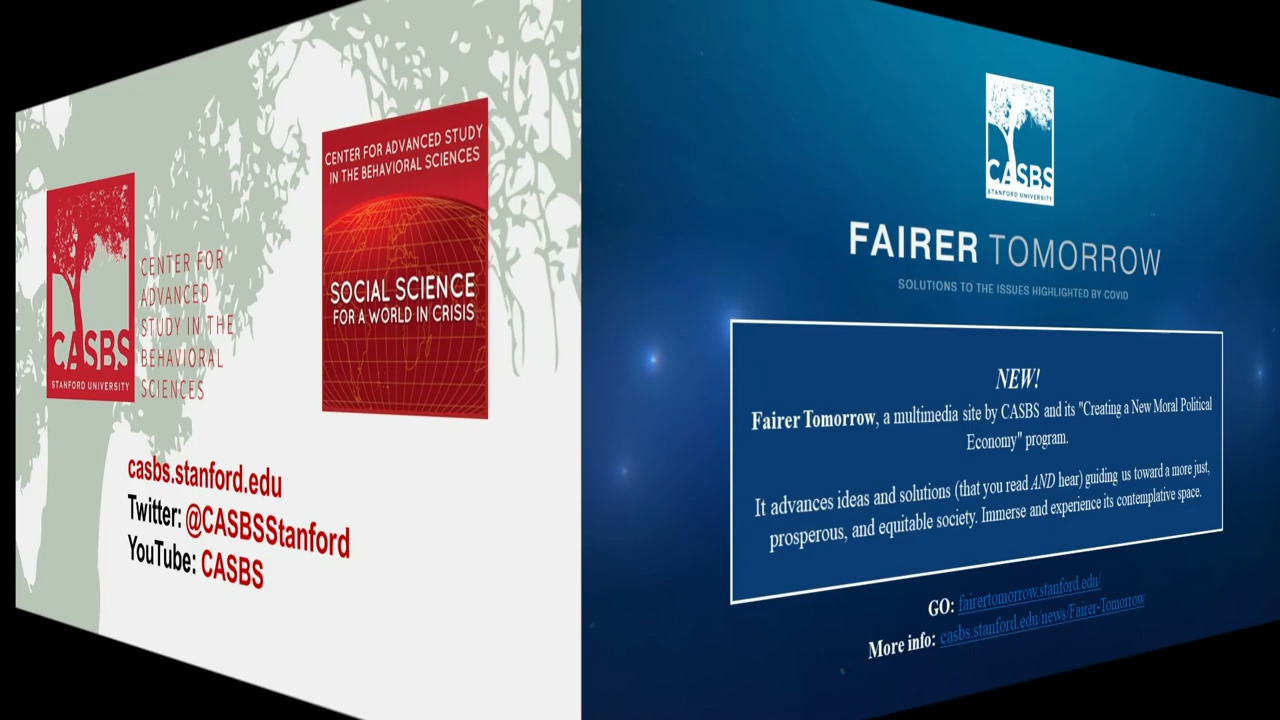 CASBS
STANFORD UNIVERSITY
CENTER FOR
ADVANCED
STUDY IN THE
BEHAVIORAL
SCIENCES
CENTER FOR ADVANCED STUDY
IN THE BEHAVIORAL SCIENCES
SOCIAL SCIENCE
FOR A WORLD IN CRISIS
casbs.stanford.edu
Twitter: @CASBSStanford
YouTube: CASBS
CASBS
STANFORD UNIVERSITY
FAIRER TOMORROW
SOLUTIONS TO THE ISSUES HIGHLIGHTED BY COVID
NEW!
Fairer Tomorrow, a multimedia site by CASBS and its "Creating a New Moral Political
Economy" program.
It advances ideas and solutions (that you read AND hear) guiding us toward a more just,
prosperous, and equitable society. Immerse and experience its contemplative space.
GO: fairertomorrow.stanford.edu/
More info: casbs.stanford.edu/news/Fairer-Tomorrow